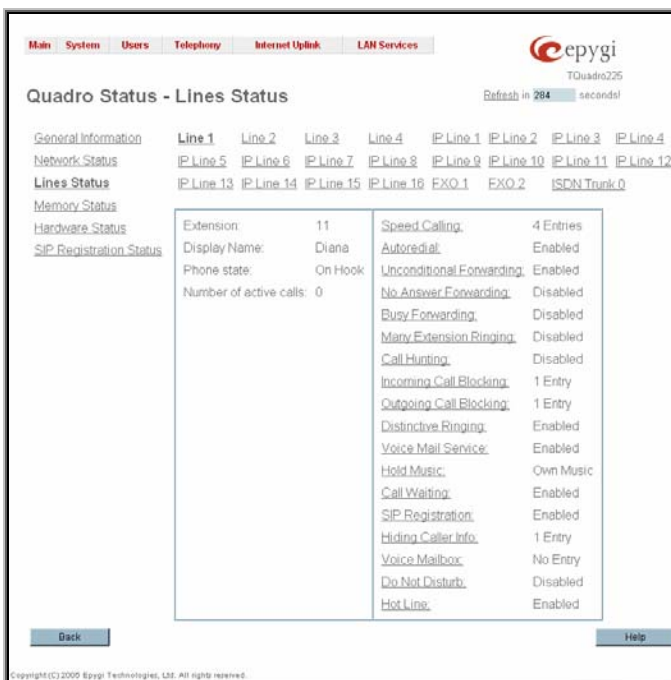 Main System Users Telephony Internet Uplink LAN Services
epygi
TQuadro225
Quadro Status - Lines Status
Refresh in 284 seconds!
General Information
Network Status
Lines Status
Memory Status
Hardware Status
SIP Registration Status
Line 1 Line 2 Line 3 Line 4 IP Line 1 IP Line 2 IP Line 3 IP Line 4
IP Line 5 IP Line 6 IP Line 7 IP Line 8 IP Line 9 IP Line 10 IP Line 11 IP Line 12
IP Line 13 IP Line 14 IP Line 15 IP Line 16 FXO 1 FXO 2 ISDN Trunk 0
Extension: 11
Display Name: Diana
Phone state: On Hook
Number of active calls: 0
Speed Calling: 4 Entries
Autoredial: Enabled
Unconditional Forwarding: Enabled
No Answer Forwarding: Disabled
Busy Forwarding: Disabled
Many Extension Ringing: Disabled
Call Hunting: Disabled
Incoming Call Blocking: 1 Entry
Outgoing Call Blocking: 1 Entry
Distinctive Ringing: Enabled
Voice Mail Service: Enabled
Hold Music: Own Music
Call Waiting: Enabled
SIP Registration: Enabled
Hiding Caller Info: 1 Entry
Voice Mailbox: No Entry
Do Not Disturb: Disabled
Hot Line: Enabled
Back
Help
Copyright (C) 2005 Epygi Technologies, Ltd. All rights reserved.